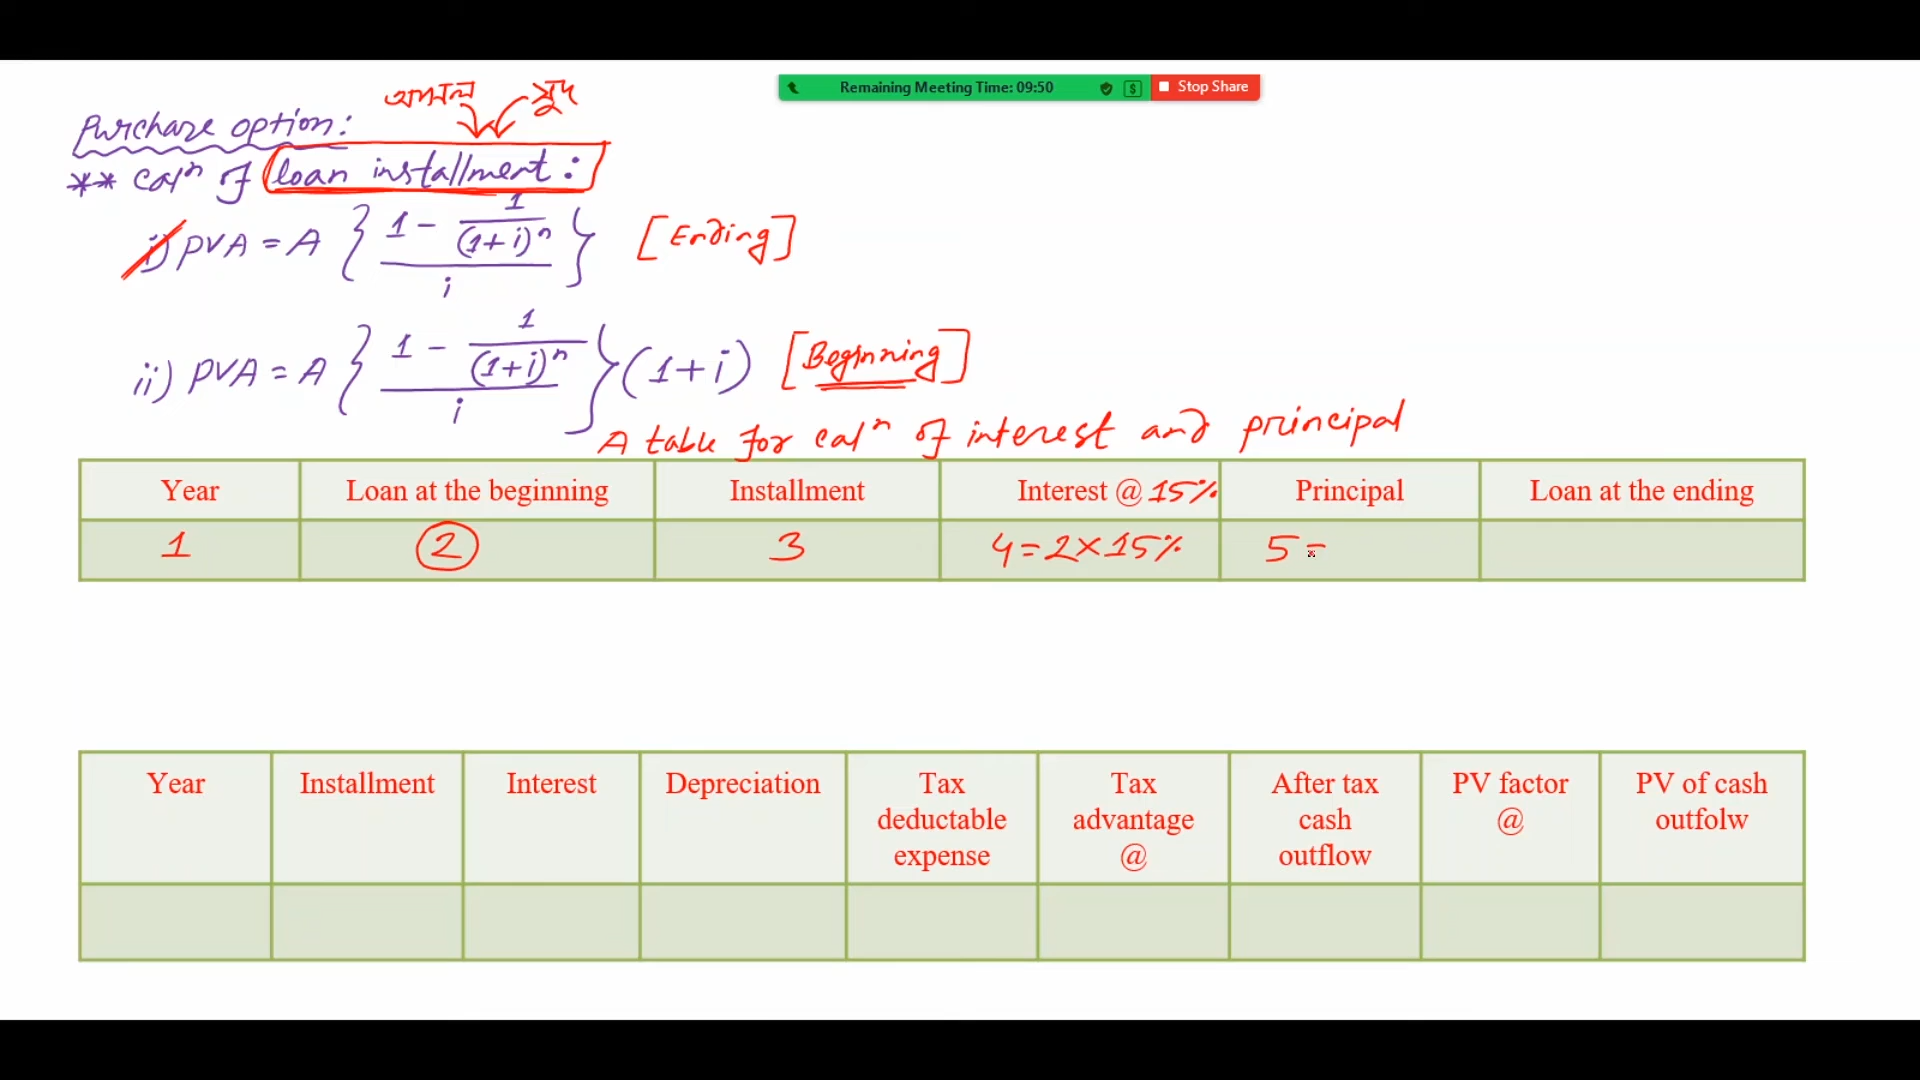 Remaining Meeting Time: 09:50 Stop Share
আসল সুদ
Purchase option:
** calⁿ of loan installment:
i) PVA = A { 1 - 1/(1+i)ⁿ / i } [Ending]
ii) PVA = A { 1 - 1/(1+i)ⁿ / i } (1+i) [Beginning]
A table for calⁿ of interest and principal
Year Loan at the beginning Installment Interest @ 15% Principal Loan at the ending
1 2 3 4=2×15% 5=
Year Installment Interest Depreciation Tax deductable expense Tax advantage @ After tax cash outflow PV factor @ PV of cash outfolw